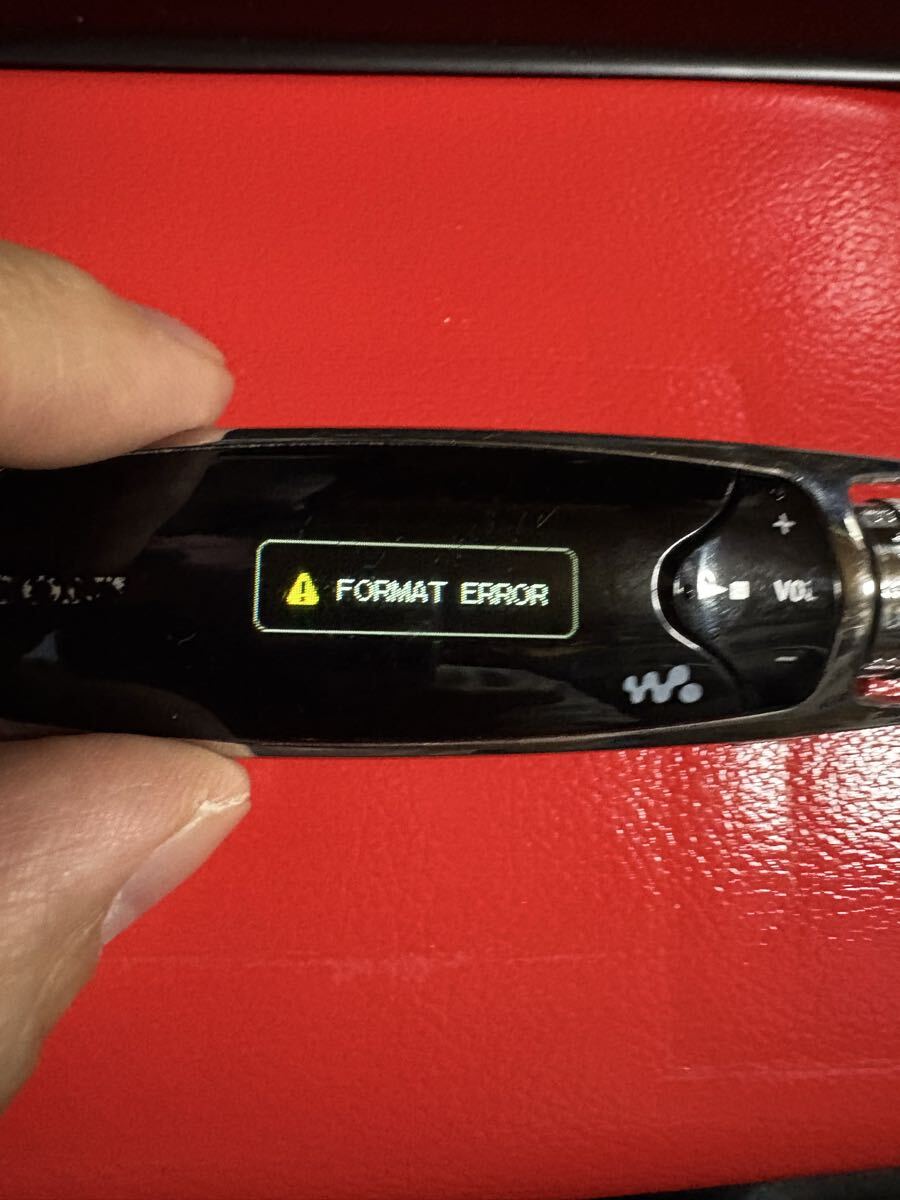 FORMAT ERROR
+
VOL
−